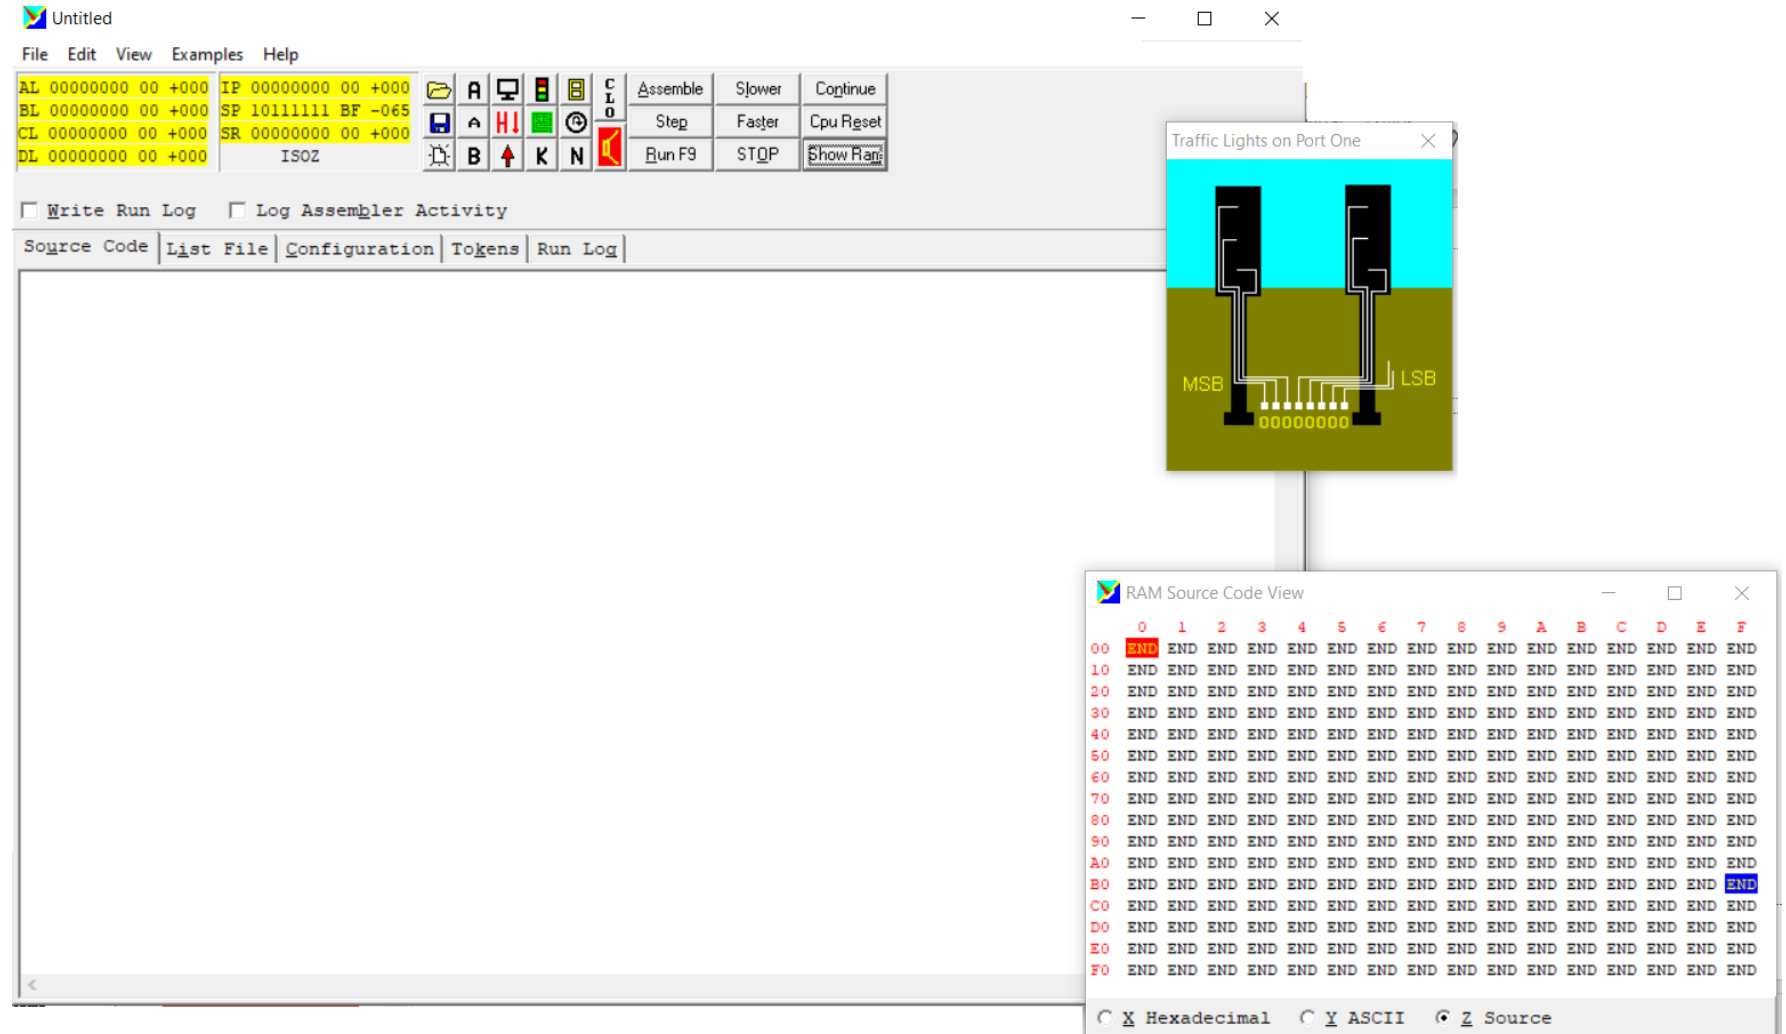 Untitled
File Edit View Examples Help
AL 00000000 00 +000 IP 00000000 00 +000 A C L O Assemble Slower Continue
BL 00000000 00 +000 SP 10111111 BF -065 A H Step Faster Cpu Reset
CL 00000000 00 +000 SR 00000000 00 +000
DL 00000000 00 +000 ISOZ B K N Run F9 STOP Show Ram
Write Run Log Log Assembler Activity
Source Code List File Configuration Tokens Run Log
Traffic Lights on Port One
MSB LSB
00000000
RAM Source Code View
0 1 2 3 4 5 6 7 8 9 A B C D E F
00 END END END END END END END END END END END END END END END END
10 END END END END END END END END END END END END END END END END
20 END END END END END END END END END END END END END END END END
30 END END END END END END END END END END END END END END END END
40 END END END END END END END END END END END END END END END END
50 END END END END END END END END END END END END END END END END
60 END END END END END END END END END END END END END END END END
70 END END END END END END END END END END END END END END END END
80 END END END END END END END END END END END END END END END END
90 END END END END END END END END END END END END END END END END
A0 END END END END END END END END END END END END END END END END
B0 END END END END END END END END END END END END END END END END
C0 END END END END END END END END END END END END END END END END
D0 END END END END END END END END END END END END END END END END
E0 END END END END END END END END END END END END END END END END
F0 END END END END END END END END END END END END END END END END
X Hexadecimal Y ASCII Z Source